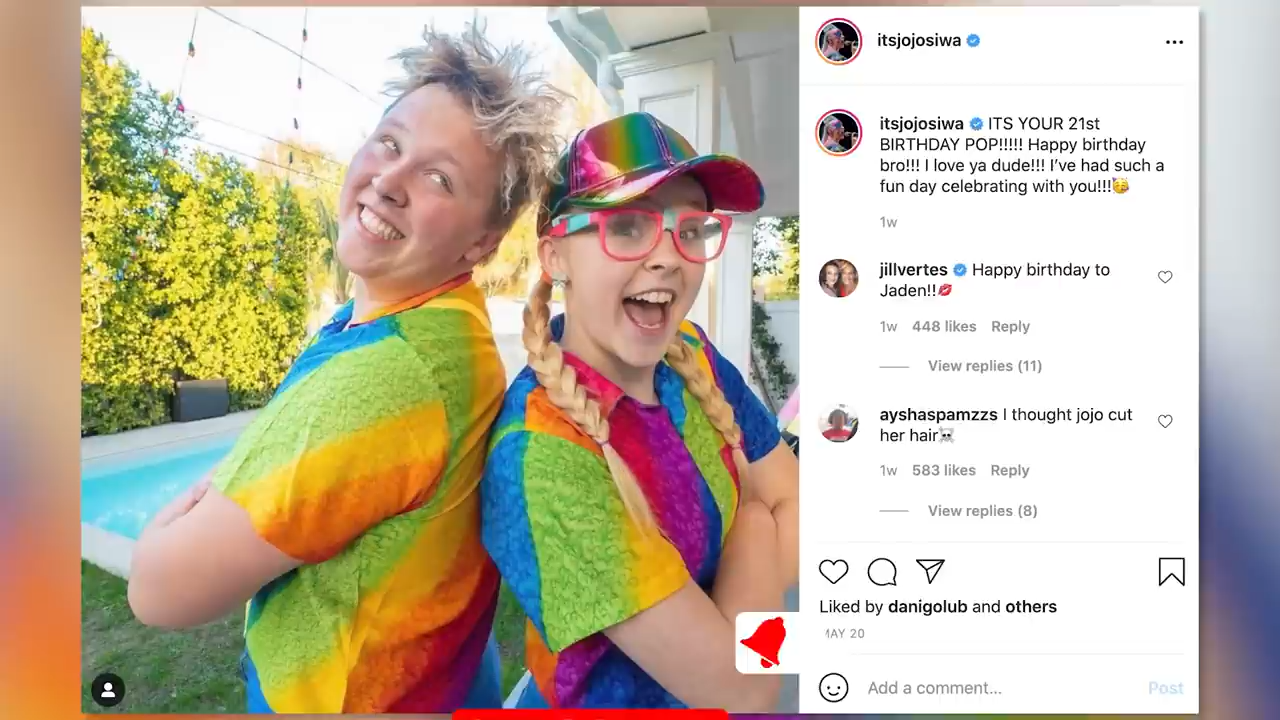 itsjojosiwa
itsjojosiwa ITS YOUR 21st
BIRTHDAY POP!!!!! Happy birthday
bro!!! I love ya dude!!! I've had such a
fun day celebrating with you!!!🥳
1w
jillvertes Happy birthday to
Jaden!!💋
1w 448 likes Reply
View replies (11)
ayshaspamzzs I thought jojo cut
her hair☠️
1w 583 likes Reply
View replies (8)
Liked by danigolub and others
MAY 20
Add a comment... Post